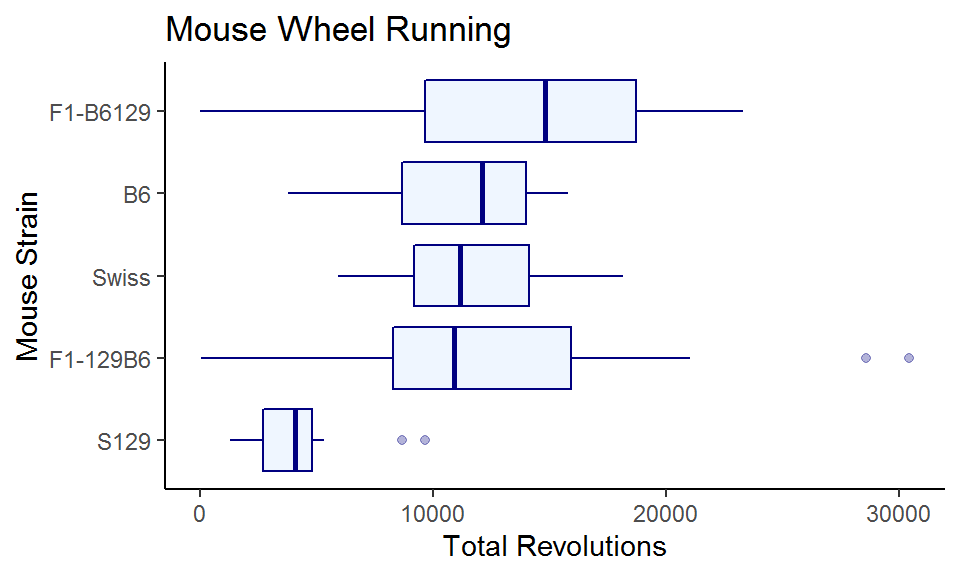 Mouse Wheel Running
Mouse Strain
F1-B6129
B6
Swiss
F1-129B6
S129
0 10000 20000 30000
Total Revolutions